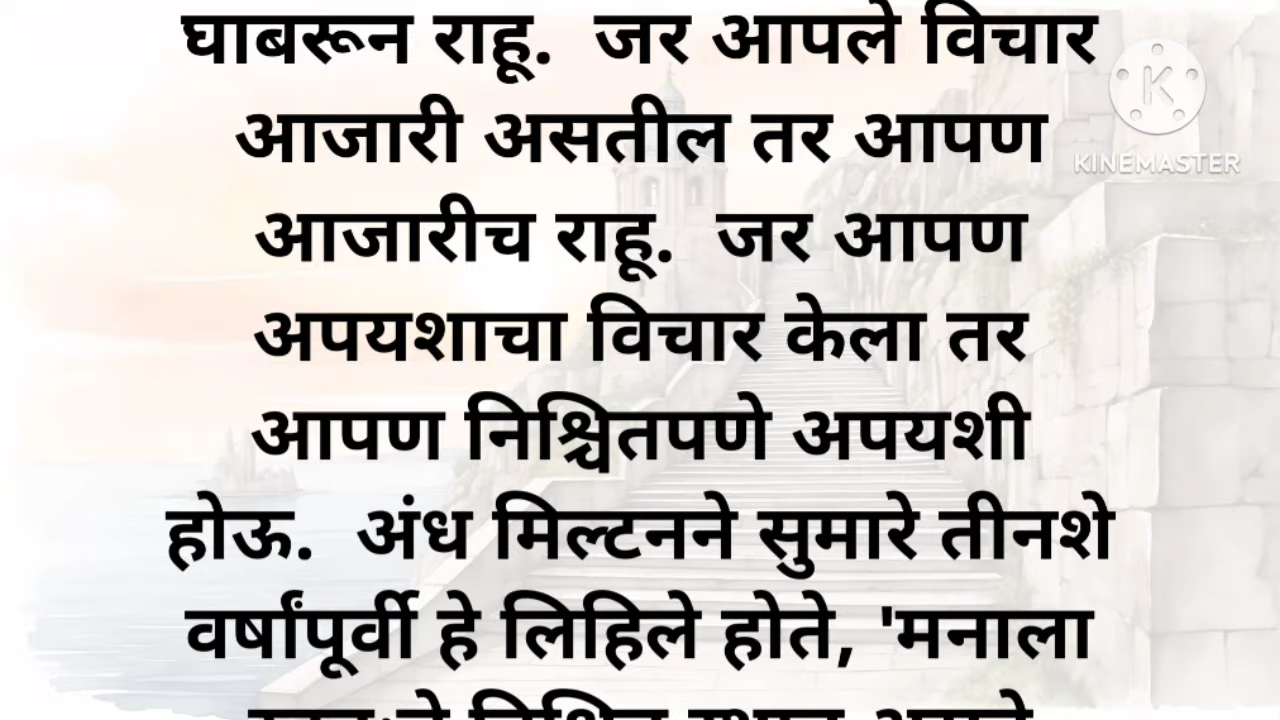 घाबरून राहू.  जर आपले विचार
आजारी असतील तर आपण
आजारीच राहू.  जर आपण
अपयशाचा विचार केला तर
आपण निश्चितपणे अपयशी
होऊ.  अंध मिल्टनने सुमारे तीनशे
वर्षांपूर्वी हे लिहिले होते, 'मनाला
K
KINEMASTER